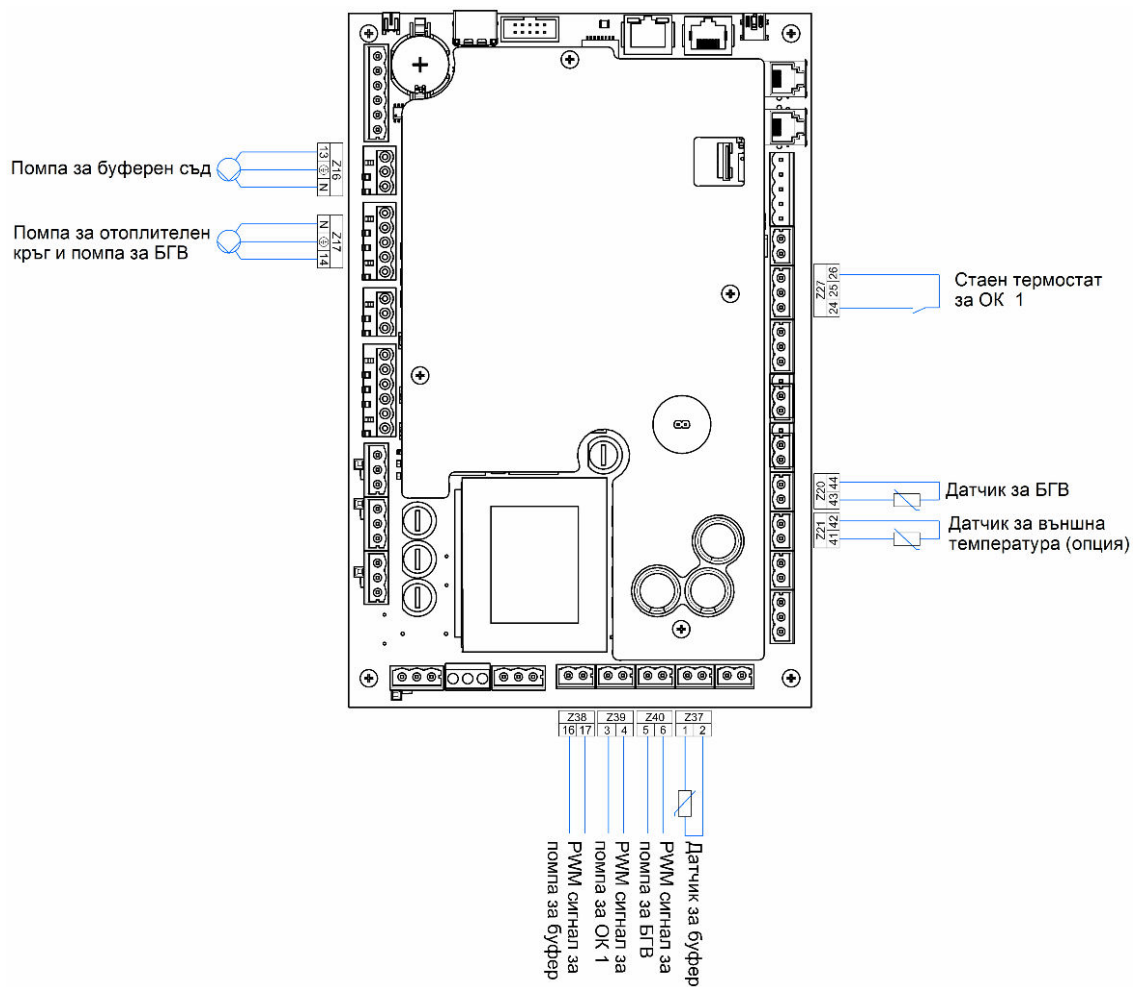 Помпа за буферен съд
13
N
Z16
Помпа за отоплителен
кръг и помпа за БГВ
N
14
Z17
Z27
24 25 26
Стаен термостат
за ОК 1
Z20
43 44
Датчик за БГВ
Z21
41 42
Датчик за външна
температура (опция)
Z38 Z39 Z40 Z37
16 17 3 4 5 6 1 2
PWM сигнал за
помпа за буфер
PWM сигнал за
помпа за ОК 1
PWM сигнал за
помпа за БГВ
Датчик за буфер